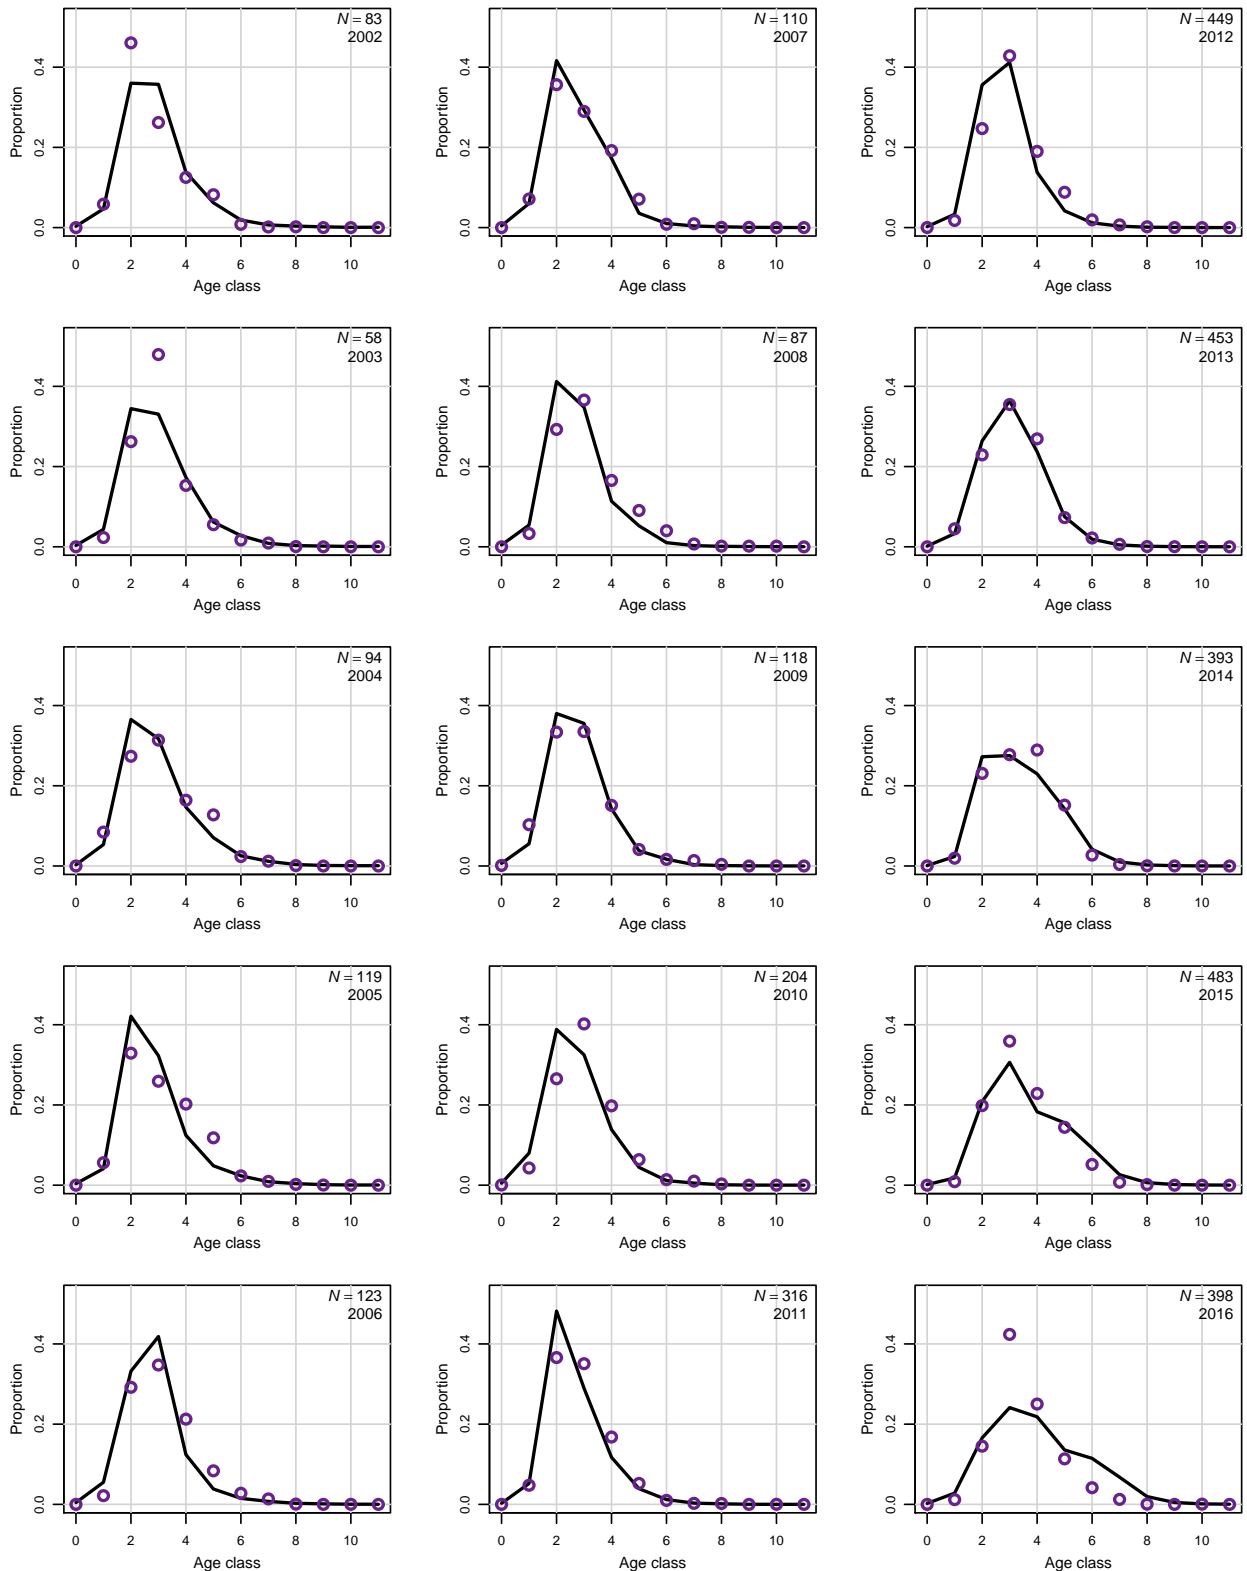 N = 83
2002
Proportion
0.0 0.2 0.4
0 2 4 6 8 10
Age class
N = 110
2007
Proportion
0.0 0.2 0.4
0 2 4 6 8 10
Age class
N = 449
2012
Proportion
0.0 0.2 0.4
0 2 4 6 8 10
Age class
N = 58
2003
Proportion
0.0 0.2 0.4
0 2 4 6 8 10
Age class
N = 87
2008
Proportion
0.0 0.2 0.4
0 2 4 6 8 10
Age class
N = 453
2013
Proportion
0.0 0.2 0.4
0 2 4 6 8 10
Age class
N = 94
2004
Proportion
0.0 0.2 0.4
0 2 4 6 8 10
Age class
N = 118
2009
Proportion
0.0 0.2 0.4
0 2 4 6 8 10
Age class
N = 393
2014
Proportion
0.0 0.2 0.4
0 2 4 6 8 10
Age class
N = 119
2005
Proportion
0.0 0.2 0.4
0 2 4 6 8 10
Age class
N = 204
2010
Proportion
0.0 0.2 0.4
0 2 4 6 8 10
Age class
N = 483
2015
Proportion
0.0 0.2 0.4
0 2 4 6 8 10
Age class
N = 123
2006
Proportion
0.0 0.2 0.4
0 2 4 6 8 10
Age class
N = 316
2011
Proportion
0.0 0.2 0.4
0 2 4 6 8 10
Age class
N = 398
2016
Proportion
0.0 0.2 0.4
0 2 4 6 8 10
Age class